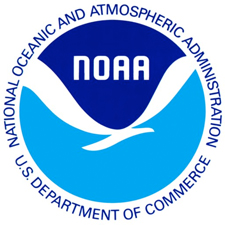 NATIONAL OCEANIC AND ATMOSPHERIC ADMINISTRATION
NOAA
U.S. DEPARTMENT OF COMMERCE